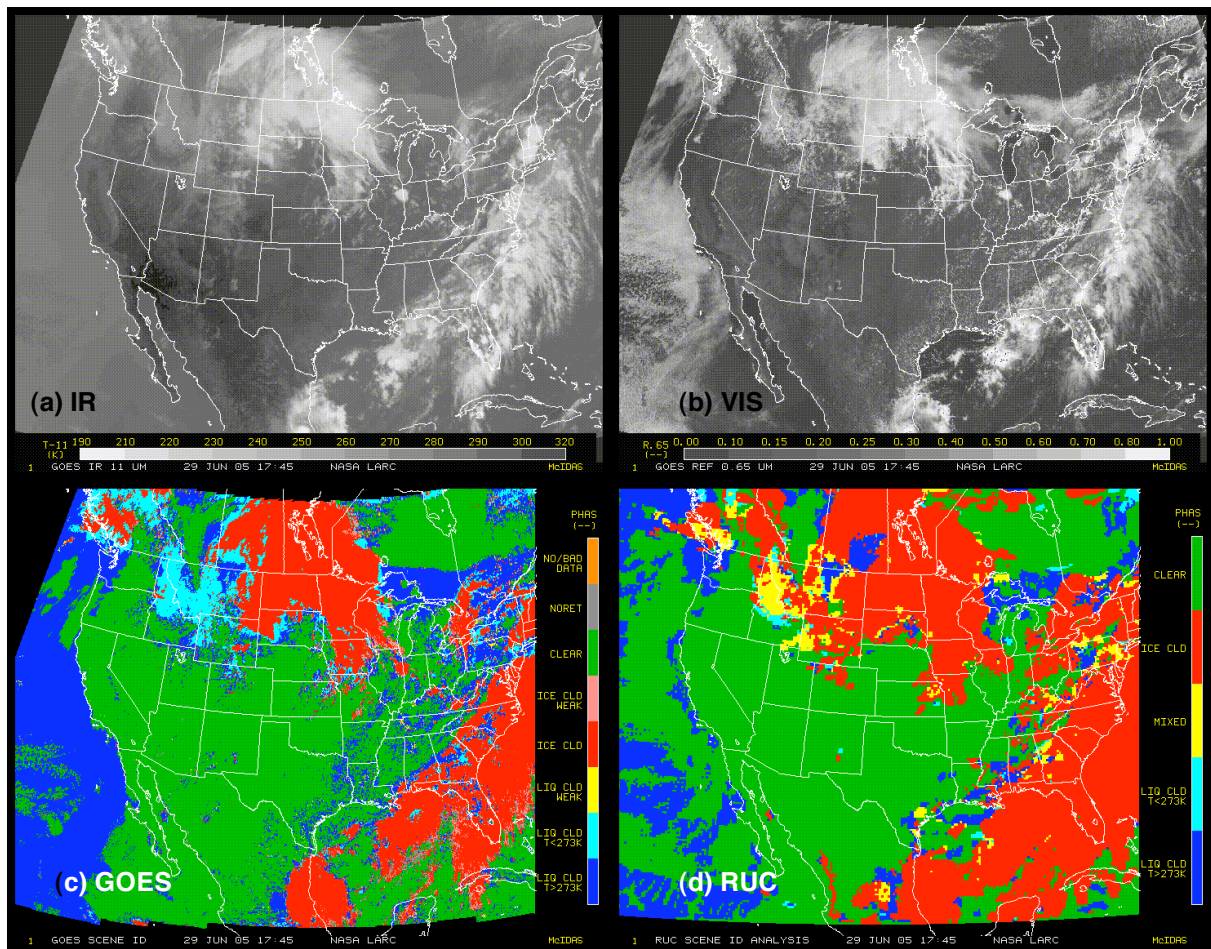 (a) IR
T-11 190 210 220 230 240 250 260 270 280 290 300 320
(K)
1 GOES IR 11 UM 29 JUN 05 17:45 NASA LARC McIDAS
(b) VIS
R.65 0.00 0.10 0.15 0.20 0.25 0.30 0.40 0.50 0.60 0.70 0.80 1.00
(--)
1 GOES REF 0.65 UM 29 JUN 05 17:45 NASA LARC McIDAS
PHAS
(--)
NO/BAD
DATA
NORET
CLEAR
ICE CLD
WEAK
ICE CLD
LIQ CLD
WEAK
LIQ CLD
T<273K
LIQ CLD
T>273K
(c) GOES
1 GOES SCENE ID 29 JUN 05 17:45 NASA LARC McIDAS
PHAS
(--)
CLEAR
ICE CLD
MIXED
LIQ CLD
T<273K
LIQ CLD
T>273K
(d) RUC
1 RUC SCENE ID ANALYSIS 29 JUN 05 17:45 NASA LARC McIDAS